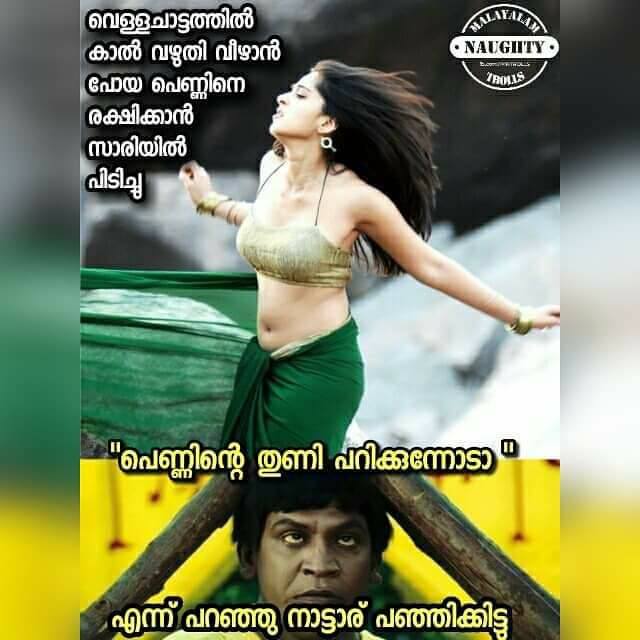 വെള്ളചാട്ടത്തിൽ
കാൽ വഴുതി വീഴാൻ
പോയ പെണ്ണിനെ
രക്ഷിക്കാൻ
സാരിയിൽ
പിടിച്ചു
MALAYALAM
NAUGHTY
TROLLS
"പെണ്ണിന്റെ തുണി പറിക്കുന്നോടാ "
എന്ന് പറഞ്ഞു നാട്ടാര് പഞ്ഞിക്കിട്ടു